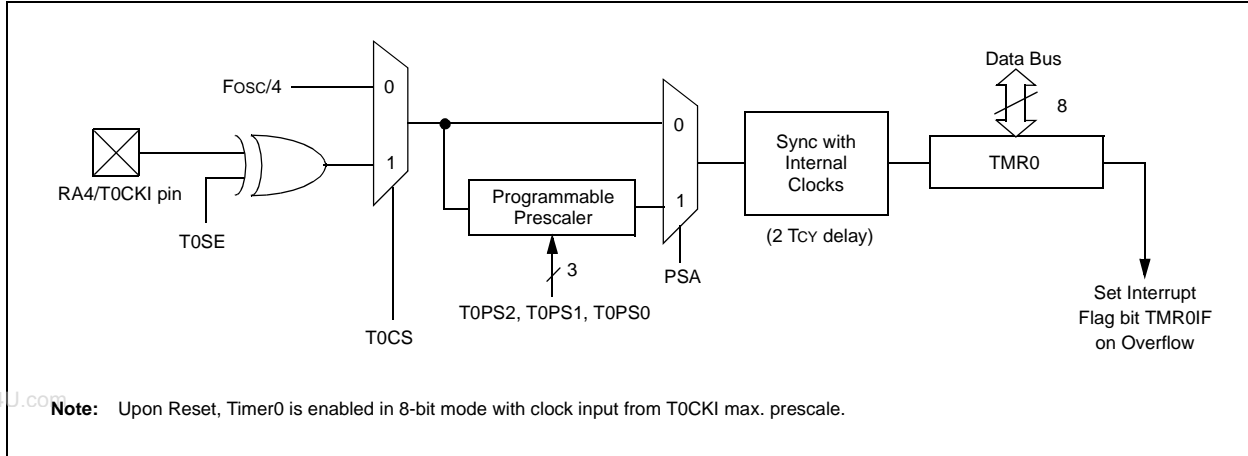 Data Bus
FOSC/4
0
8
0
1
Sync with
Internal
Clocks
TMR0
RA4/T0CKI pin
Programmable
Prescaler
1
T0SE
(2 TCY delay)
3
PSA
T0PS2, T0PS1, T0PS0
T0CS
Set Interrupt
Flag bit TMR0IF
on Overflow
4U.com
Note: Upon Reset, Timer0 is enabled in 8-bit mode with clock input from T0CKI max. prescale.